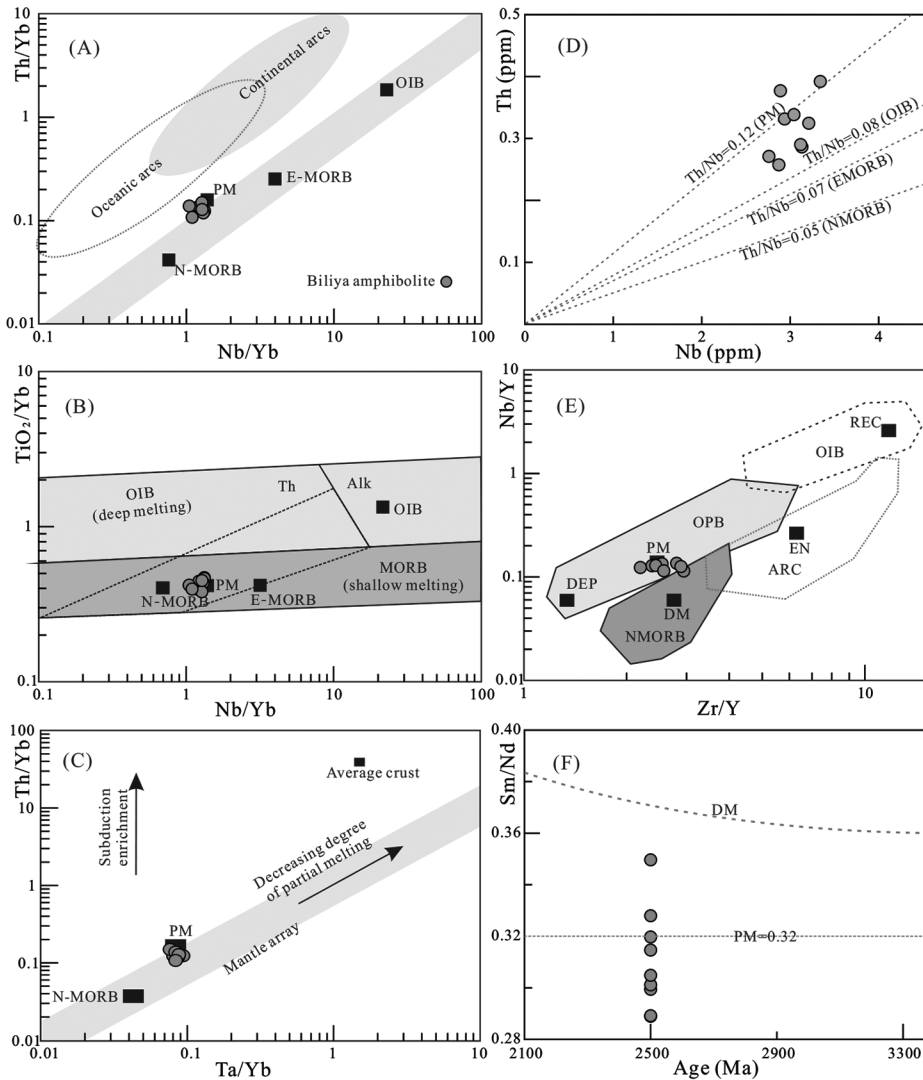 (A)
Th/Yb
10
1
0.1
0.01
Continental arcs
Oceanic arcs
OIB
E-MORB
PM
N-MORB
Biliya amphibolite
0.1
1
10
100
Nb/Yb
(D)
Th (ppm)
0.5
0.3
0.1
Th/Nb=0.12 (PM)
Th/Nb=0.08 (OIB)
Th/Nb=0.07 (EMORB)
Th/Nb=0.05 (NMORB)
0
1
2
3
4
Nb (ppm)
(B)
TiO₂/Yb
10
1
0.1
OIB
(deep melting)
Th
Alk
OIB
MORB
(shallow melting)
PM
N-MORB
E-MORB
0.1
1
10
100
Nb/Yb
(E)
Nb/Y
10
1
0.1
0.01
REC
OIB
OPB
PM
EN
ARC
DEP
DM
NMORB
1
2
10
Zr/Y
(C)
Th/Yb
100
10
1
0.1
0.01
Subduction
enrichment
Average crust
Decreasing degree
of partial melting
Mantle array
PM
N-MORB
0.01
0.1
1
10
Ta/Yb
(F)
Sm/Nd
0.40
0.36
0.32
0.28
DM
PM=0.32
2100
2500
2900
3300
Age (Ma)